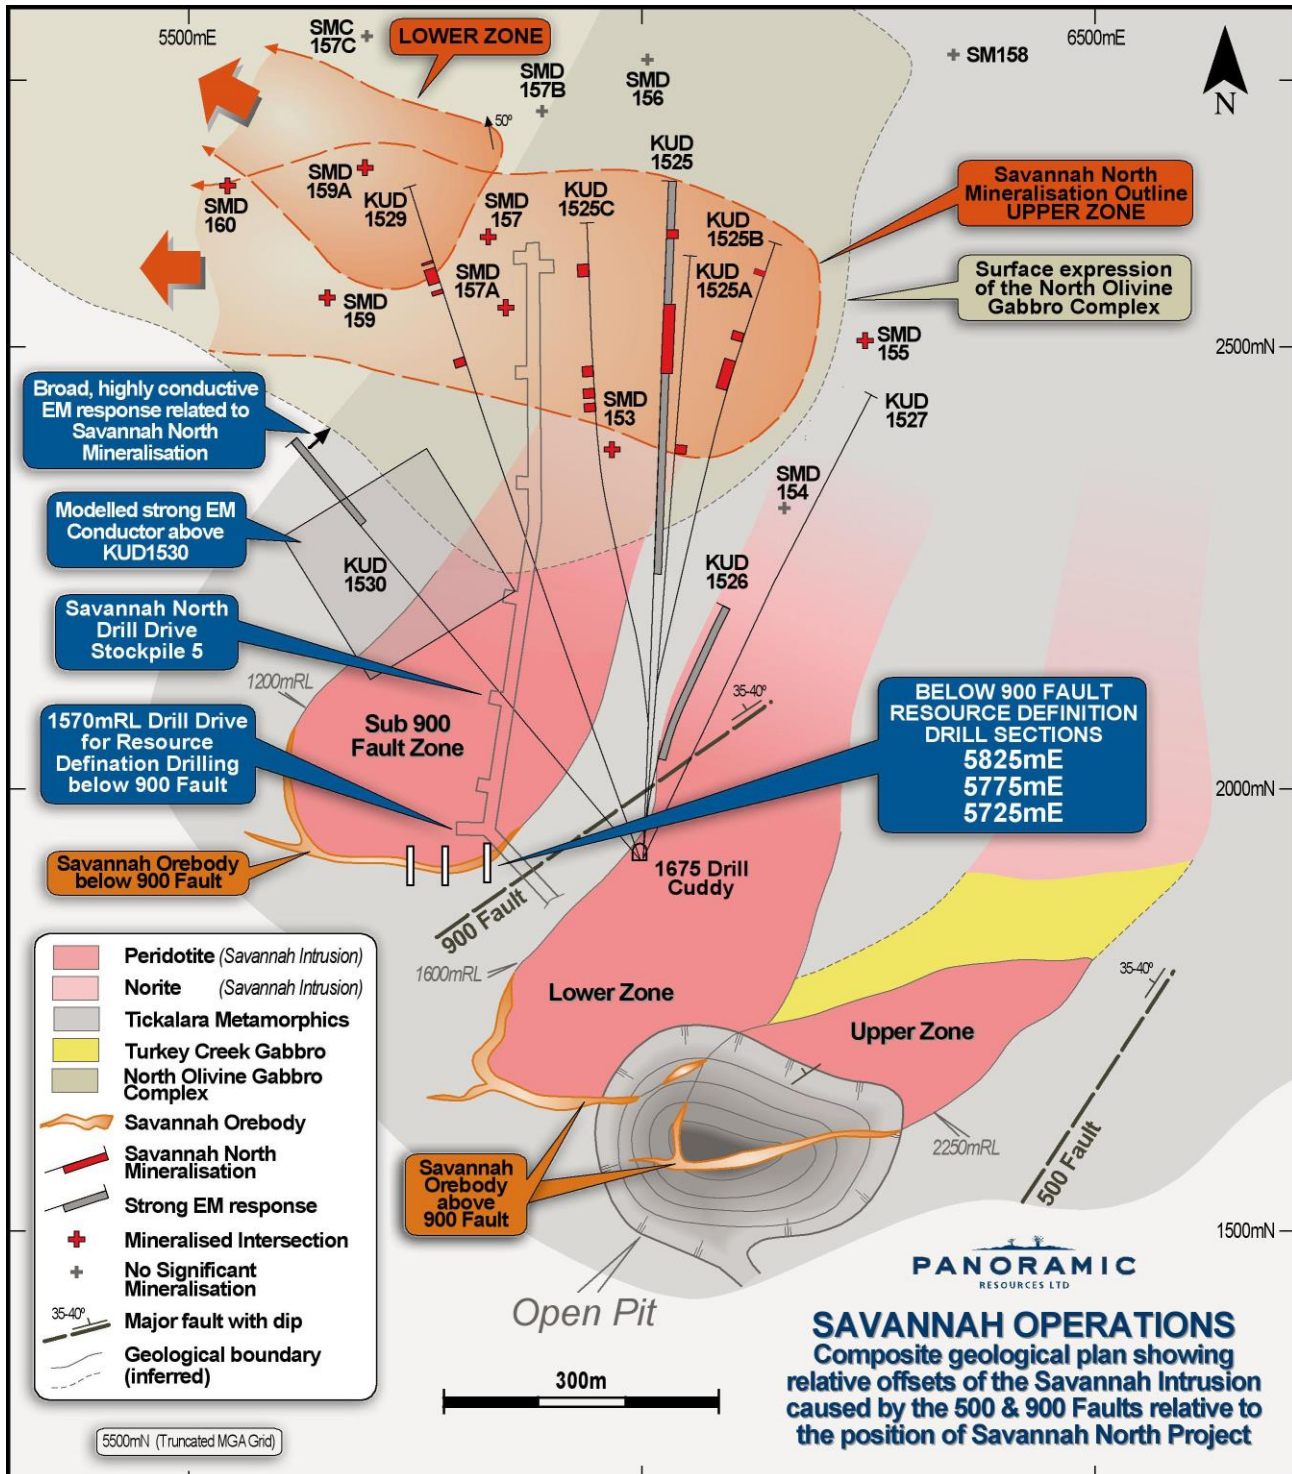 5500mE
SMC
157C
LOWER ZONE
SMD
157B
SMD
156
SM158
6500mE
N
50º
KUD
1525
SMD
159A
SMD
160
KUD
1529
SMD
157
KUD
1525C
KUD
1525B
Savannah North
Mineralisation Outline
UPPER ZONE
SMD
157A
KUD
1525A
SMD
159
Surface expression
of the North Olivine
Gabbro Complex
SMD
155
2500mN
Broad, highly conductive
EM response related to
Savannah North
Mineralisation
SMD
153
KUD
1527
SMD
154
Modelled strong EM
Conductor above
KUD1530
KUD
1530
KUD
1526
Savannah North
Drill Drive
Stockpile 5
1200mRL
35-40º
BELOW 900 FAULT
RESOURCE DEFINITION
DRILL SECTIONS
5825mE
5775mE
5725mE
1570mRL Drill Drive
for Resource
Defination Drilling
below 900 Fault
Sub 900
Fault Zone
2000mN
Savannah Orebody
below 900 Fault
1675 Drill
Cuddy
900 Fault
1600mRL
Lower Zone
Upper Zone
35-40º
500 Fault
2250mRL
Peridotite (Savannah Intrusion)
Norite (Savannah Intrusion)
Tickalara Metamorphics
Turkey Creek Gabbro
North Olivine Gabbro
Complex
Savannah Orebody
Savannah North
Mineralisation
Strong EM response
Mineralised Intersection
No Significant
Mineralisation
35-40º
Major fault with dip
Geological boundary
(inferred)
Savannah
Orebody
above
900 Fault
1500mN
Open Pit
PANORAMIC
RESOURCES LTD
SAVANNAH OPERATIONS
Composite geological plan showing
relative offsets of the Savannah Intrusion
caused by the 500 & 900 Faults relative to
the position of Savannah North Project
300m
5500mN (Truncated MGA Grid)